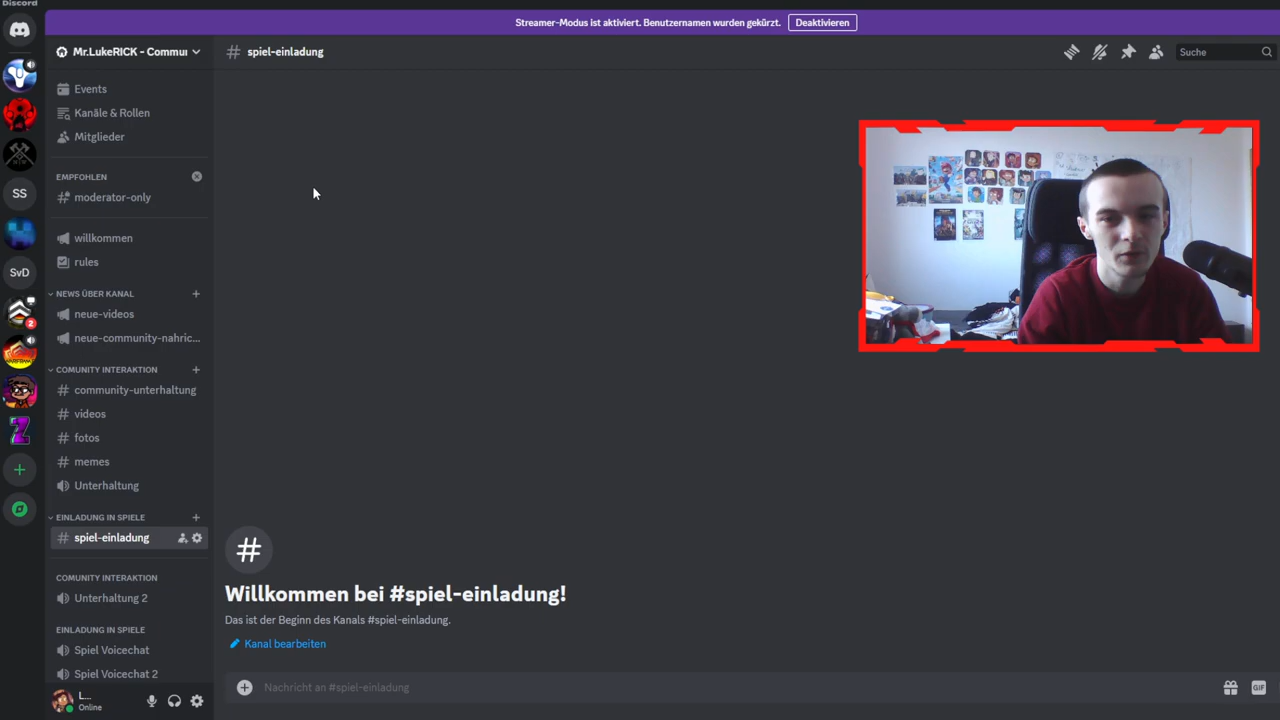 Discord
Streamer-Modus ist aktiviert. Benutzernamen wurden gekürzt.
Deaktivieren
Mr.LukeRICK - Commu
spiel-einladung
Suche
Events
Kanäle & Rollen
Mitglieder
EMPFOHLEN
moderator-only
SS
willkommen
SvD
rules
NEWS ÜBER KANAL
neue-videos
2
neue-community-nahric...
COMUNITY INTERAKTION
community-unterhaltung
videos
fotos
memes
Unterhaltung
EINLADUNG IN SPIELE
spiel-einladung
COMUNITY INTERAKTION
Unterhaltung 2
EINLADUNG IN SPIELE
Spiel Voicechat
Spiel Voicechat 2
L...
Online
Willkommen bei #spiel-einladung!
Das ist der Beginn des Kanals #spiel-einladung.
Kanal bearbeiten
Nachricht an #spiel-einladung
GIF